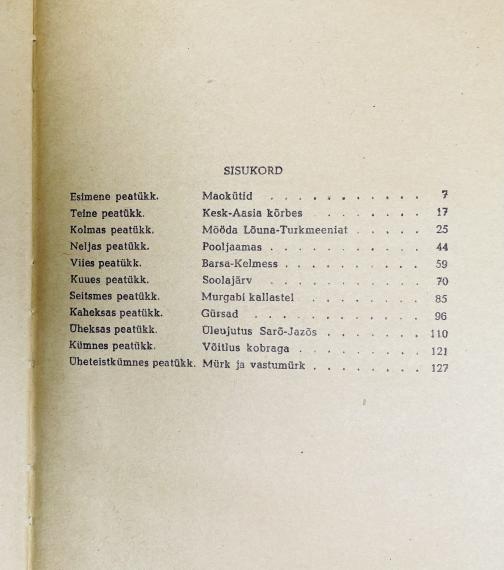 SISUKORD
Esimene peatükk. Maokütid . . . . . . . . . . . 7
Teine peatükk. Kesk-Aasia kõrbes . . . . . . . . 17
Kolmas peatükk. Mööda Lõuna-Turkmeeniat . . . . . 25
Neljas peatükk. Pooljaamas . . . . . . . . . . . 44
Viies peatükk. Barsa-Kelmess . . . . . . . . . . 59
Kuues peatükk. Soolajärv . . . . . . . . . . . 70
Seitsmes peatükk. Murgabi kallastel . . . . . . . . 85
Kaheksas peatükk. Gürsad . . . . . . . . . . . . 96
Üheksas peatükk. Üleujutus Sarõ-Jazõs . . . . . . . 110
Kümnes peatükk. Võitlus kobraga . . . . . . . . . 121
Üheteistkümnes peatükk. Mürk ja vastumürk . . . . . . . . 127